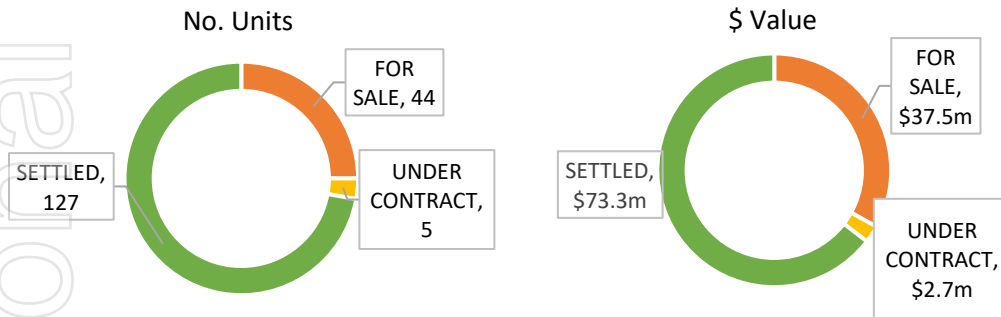 No. Units
FOR
SALE, 44
SETTLED,
127
UNDER
CONTRACT,
5
$ Value
FOR
SALE,
$37.5m
SETTLED,
$73.3m
UNDER
CONTRACT,
$2.7m
onal